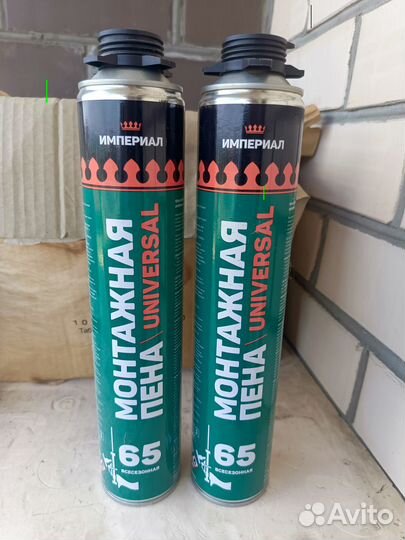 ИМПЕРИАЛ
МОНТАЖНАЯ
ПЕНА / UNIVERSAL
65
ВСЕСЕЗОННАЯ
ИМПЕРИАЛ
МОНТАЖНАЯ
ПЕНА / UNIVERSAL
65
ВСЕСЕЗОННАЯ
Avito